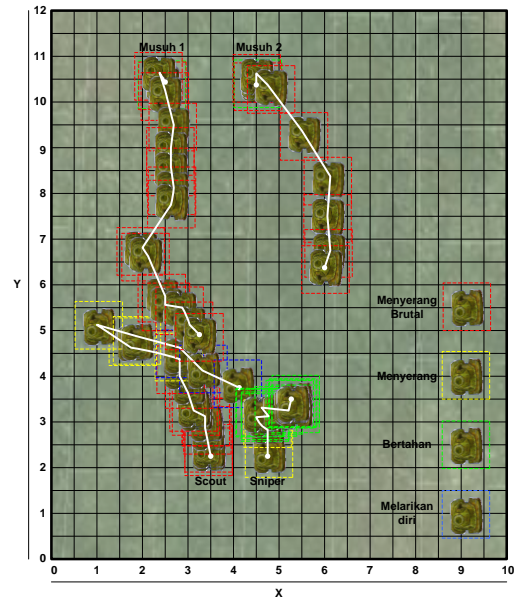 12
11
Musuh 1
Musuh 2
10
9
8
7
6
Y
Menyerang
Brutal
5
4
Menyerang
3
Bertahan
2
Scout
Sniper
Melarikan
diri
1
0
0 1 2 3 4 5 6 7 8 9 10
X